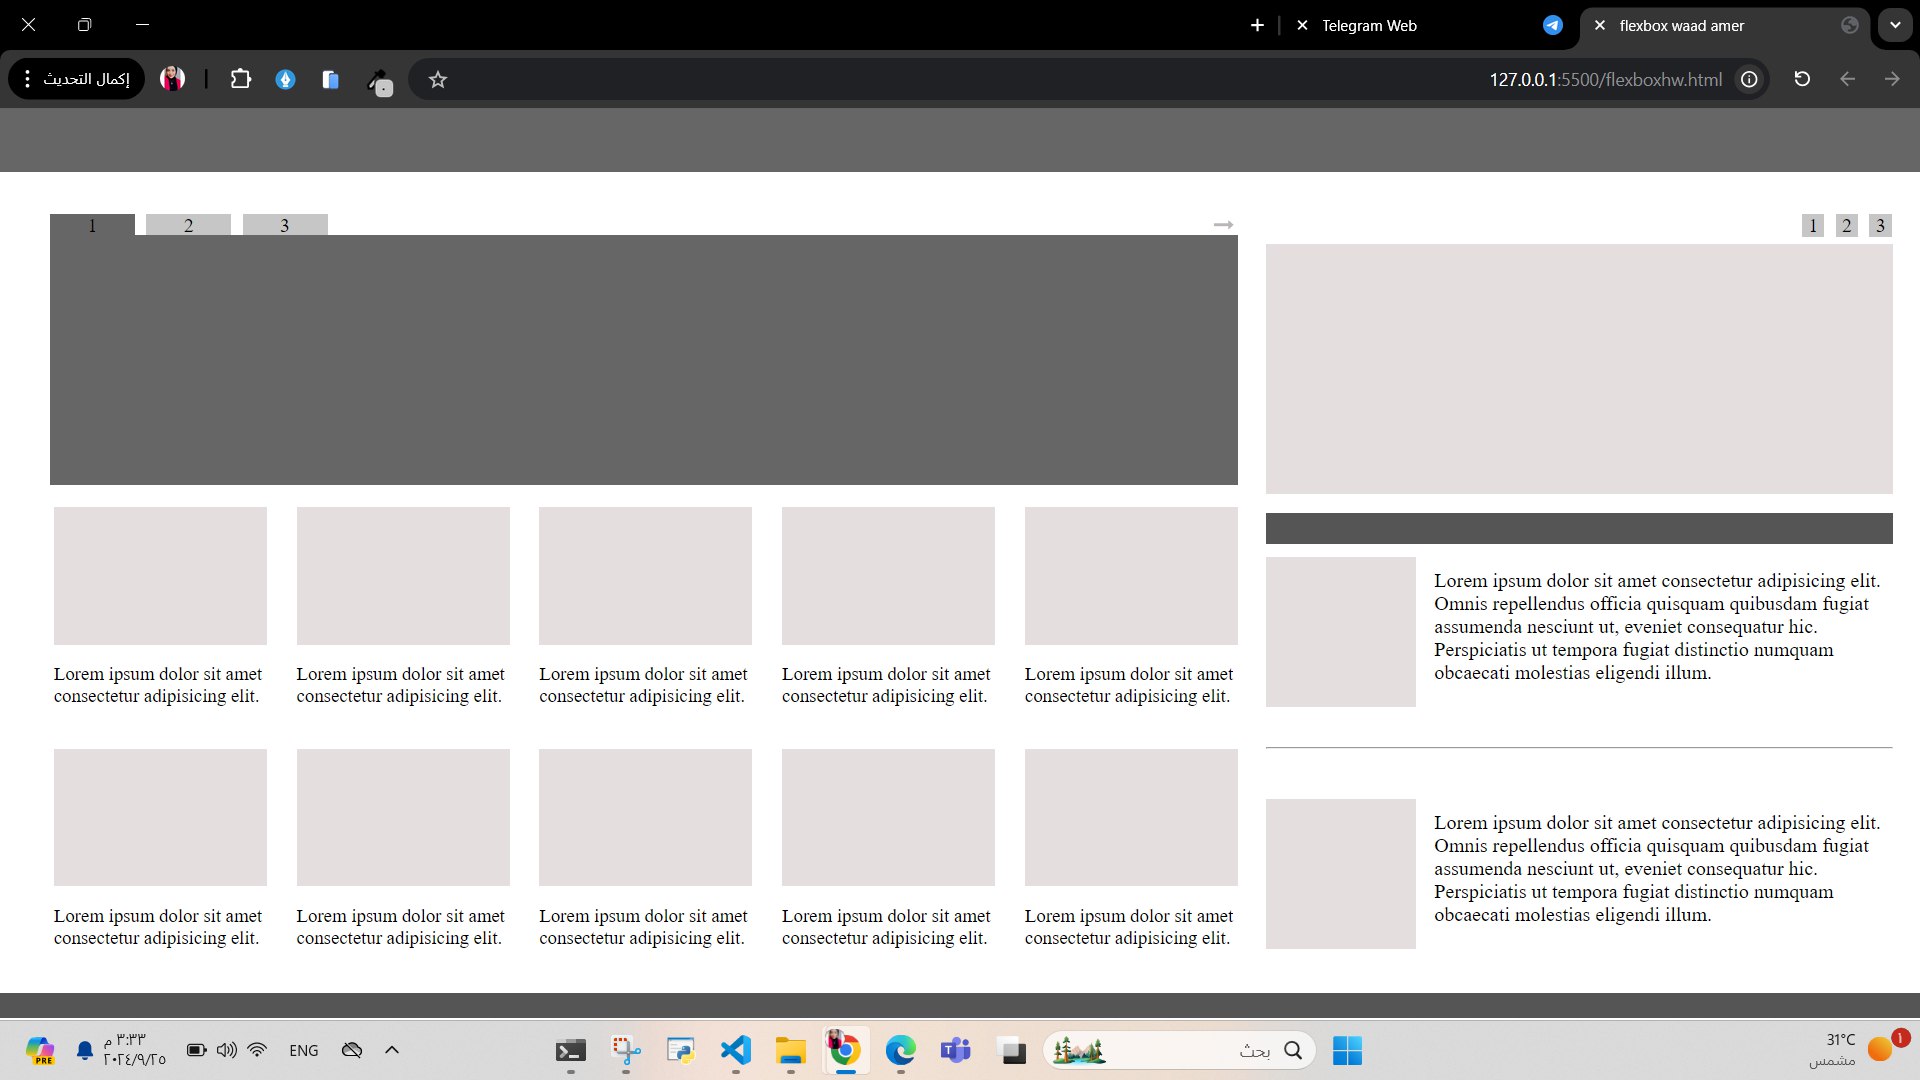 Telegram Web
flexbox waad amer
إكمال التحديث
127.0.0.1:5500/flexboxhw.html
1 2 3
1 2 3
Lorem ipsum dolor sit amet consectetur adipisicing elit.
Omnis repellendus officia quisquam quibusdam fugiat
assumenda nesciunt ut, eveniet consequatur hic.
Perspiciatis ut tempora fugiat distinctio numquam
obcaecati molestias eligendi illum.
Lorem ipsum dolor sit amet
consectetur adipisicing elit.
Lorem ipsum dolor sit amet
consectetur adipisicing elit.
Lorem ipsum dolor sit amet
consectetur adipisicing elit.
Lorem ipsum dolor sit amet
consectetur adipisicing elit.
Lorem ipsum dolor sit amet
consectetur adipisicing elit.
Lorem ipsum dolor sit amet consectetur adipisicing elit.
Omnis repellendus officia quisquam quibusdam fugiat
assumenda nesciunt ut, eveniet consequatur hic.
Perspiciatis ut tempora fugiat distinctio numquam
obcaecati molestias eligendi illum.
Lorem ipsum dolor sit amet
consectetur adipisicing elit.
Lorem ipsum dolor sit amet
consectetur adipisicing elit.
Lorem ipsum dolor sit amet
consectetur adipisicing elit.
Lorem ipsum dolor sit amet
consectetur adipisicing elit.
Lorem ipsum dolor sit amet
consectetur adipisicing elit.
PRE
٣:٣٣ م
٢٠٢٤/٩/٢٥
ENG
بحث
31°C
مشمس
1